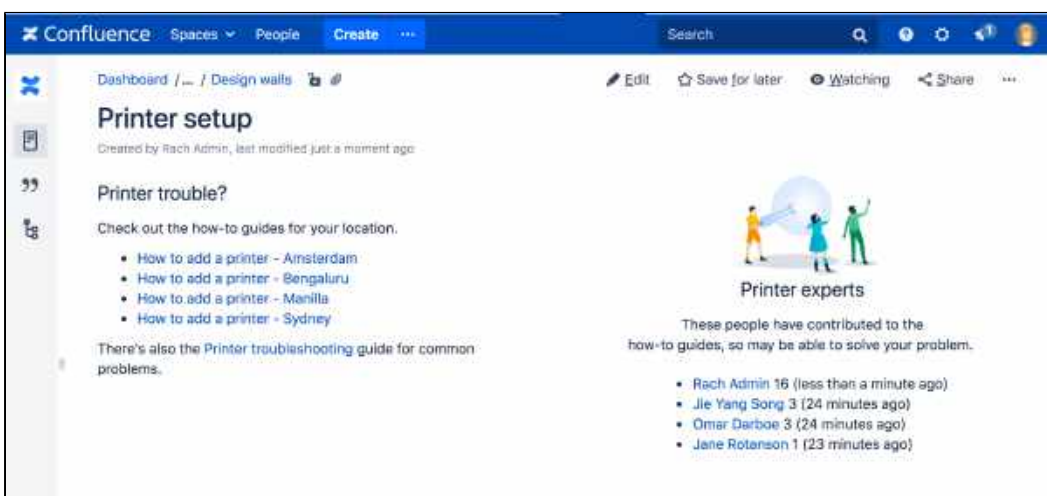 Confluence Spaces People Create ... Search 1
Dashboard / ... / Design walls Edit Save for later Watching Share ...
Printer setup
Created by Rach Admin, last modified just a moment ago
Printer trouble?
Check out the how-to guides for your location.
• How to add a printer - Amsterdam
• How to add a printer - Bengaluru
• How to add a printer - Manilla
• How to add a printer - Sydney
There's also the Printer troubleshooting guide for common
problems.
Printer experts
These people have contributed to the
how-to guides, so may be able to solve your problem.
• Rach Admin 16 (less than a minute ago)
• Jie Yang Song 3 (24 minutes ago)
• Omar Darboe 3 (24 minutes ago)
• Jane Rotanson 1 (23 minutes ago)